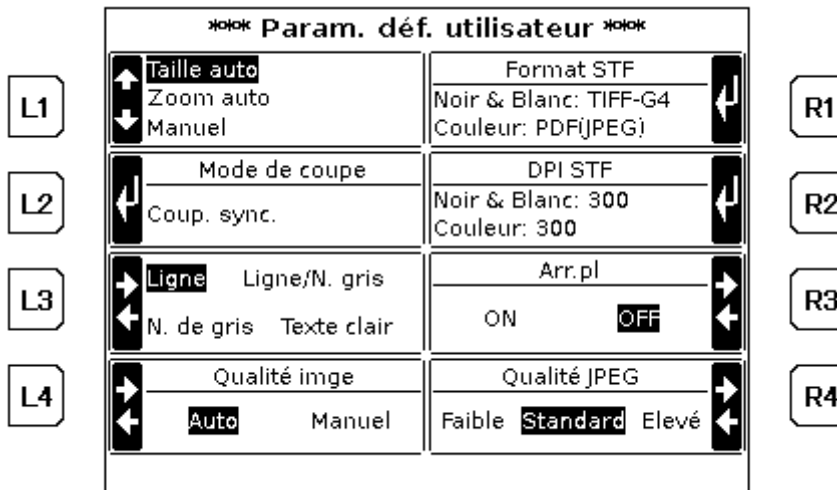 *** Param. déf. utilisateur ***
L1
Taille auto
Zoom auto
Manuel
Format STF
Noir & Blanc: TIFF-G4
Couleur: PDF(JPEG)
R1
L2
Mode de coupe
Coup. sync.
DPI STF
Noir & Blanc: 300
Couleur: 300
R2
L3
Ligne Ligne/N. gris
N. de gris Texte clair
Arr.pl
ON OFF
R3
L4
Qualité imge
Auto Manuel
Qualité JPEG
Faible Standard Elevé
R4